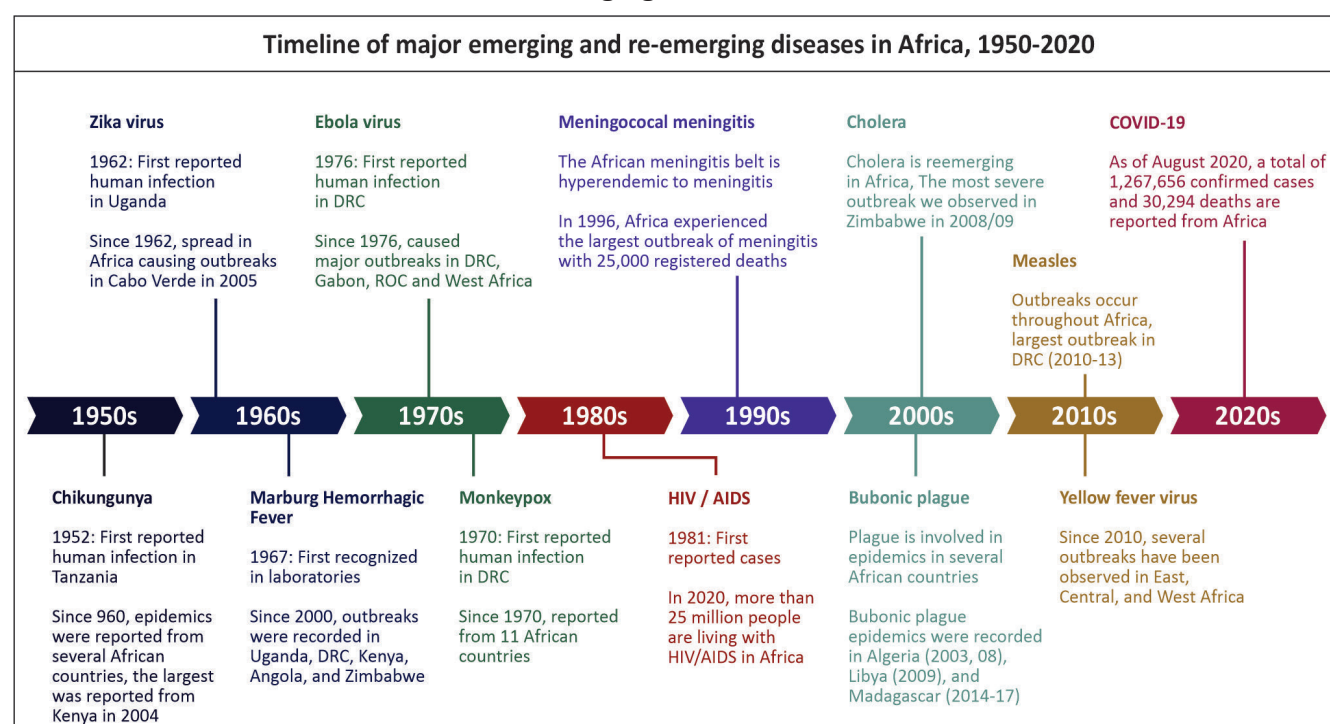 Timeline of major emerging and re-emerging diseases in Africa, 1950-2020
Zika virus
1962: First reported
human infection
in Uganda
Since 1962, spread in
Africa causing outbreaks
in Cabo Verde in 2005
Ebola virus
1976: First reported
human infection
in DRC
Since 1976, caused
major outbreaks in DRC,
Gabon, ROC and West Africa
Meningococal meningitis
The African meningitis belt is
hyperendemic to meningitis
In 1996, Africa experienced
the largest outbreak of meningitis
with 25,000 registered deaths
Cholera
Cholera is reemerging
in Africa, The most severe
outbreak we observed in
Zimbabwe in 2008/09
Measles
Outbreaks occur
throughout Africa,
largest outbreak in
DRC (2010-13)
COVID-19
As of August 2020, a total of
1,267,656 confirmed cases
and 30,294 deaths are
reported from Africa
1950s
1960s
1970s
1980s
1990s
2000s
2010s
2020s
Chikungunya
1952: First reported
human infection in
Tanzania
Since 960, epidemics
were reported from
several African
countries, the largest
was reported from
Kenya in 2004
Marburg Hemorrhagic
Fever
1967: First recognized
in laboratories
Since 2000, outbreaks
were recorded in
Uganda, DRC, Kenya,
Angola, and Zimbabwe
Monkeypox
1970: First reported
human infection
in DRC
Since 1970, reported
from 11 African
countries
HIV / AIDS
1981: First
reported cases
In 2020, more than
25 million people
are living with
HIV/AIDS in Africa
Bubonic plague
Plague is involved in
epidemics in several
African countries
Bubonic plague
epidemics were recorded
in Algeria (2003, 08),
Libya (2009), and
Madagascar (2014-17)
Yellow fever virus
Since 2010, several
outbreaks have been
observed in East,
Central, and West Africa